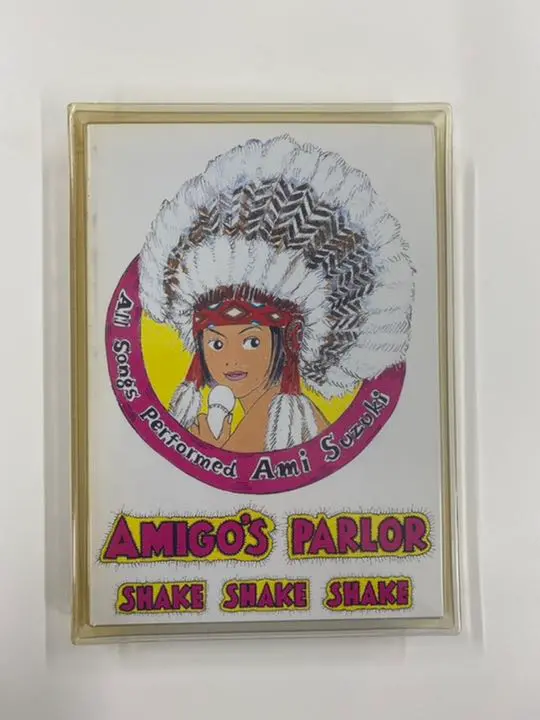 All Songs Performed Ami Suzuki
AMIGO'S PARLOR
SHAKE SHAKE SHAKE